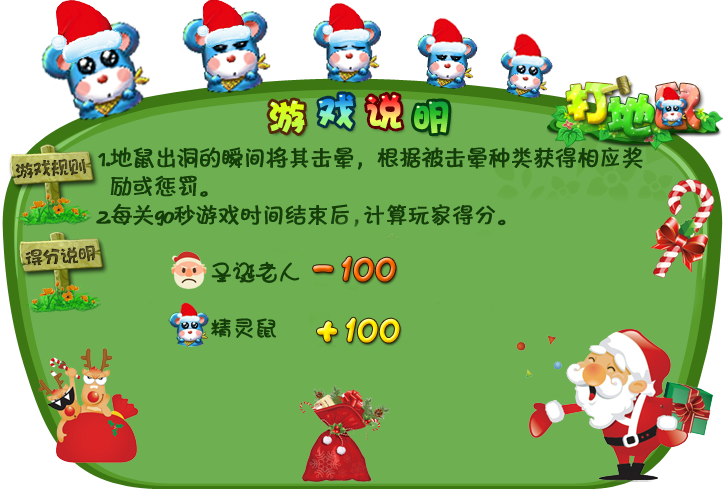 游戏说明
打地鼠
游戏规则
1.地鼠出洞的瞬间将其击晕，根据被击晕种类获得相应奖
励或惩罚。
2.每关90秒游戏时间结束后，计算玩家得分。
得分说明
圣诞老人 -100
精灵鼠 +100